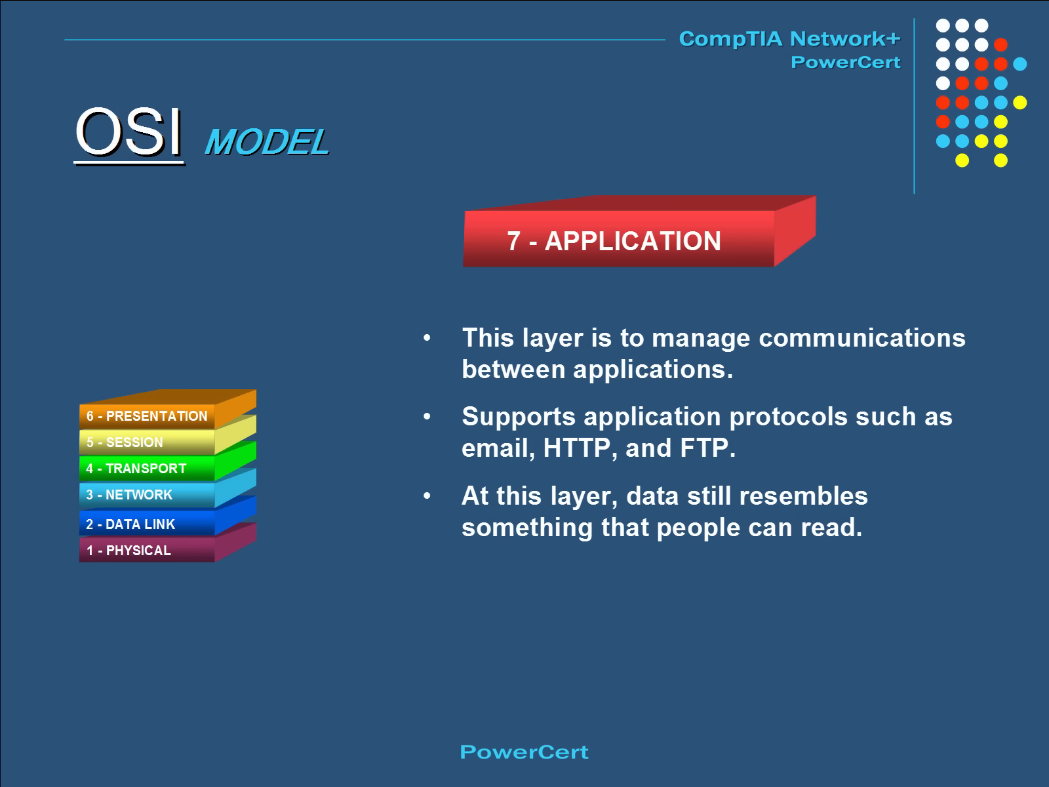 CompTIA Network+
PowerCert
OSI MODEL
7 - APPLICATION
• This layer is to manage communications
between applications.
• Supports application protocols such as
email, HTTP, and FTP.
• At this layer, data still resembles
something that people can read.
6 - PRESENTATION
5 - SESSION
4 - TRANSPORT
3 - NETWORK
2 - DATA LINK
1 - PHYSICAL
PowerCert